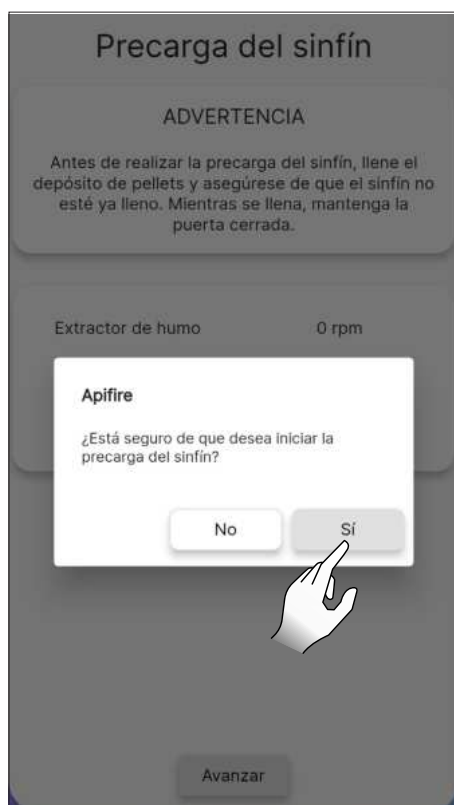 Precarga del sinfín
ADVERTENCIA
Antes de realizar la precarga del sinfín, llene el
depósito de pellets y asegúrese de que el sinfín no
esté ya lleno. Mientras se llena, mantenga la
puerta cerrada.
Extractor de humo 0 rpm
Apifire
¿Está seguro de que desea iniciar la
precarga del sinfín?
No Sí
Avanzar